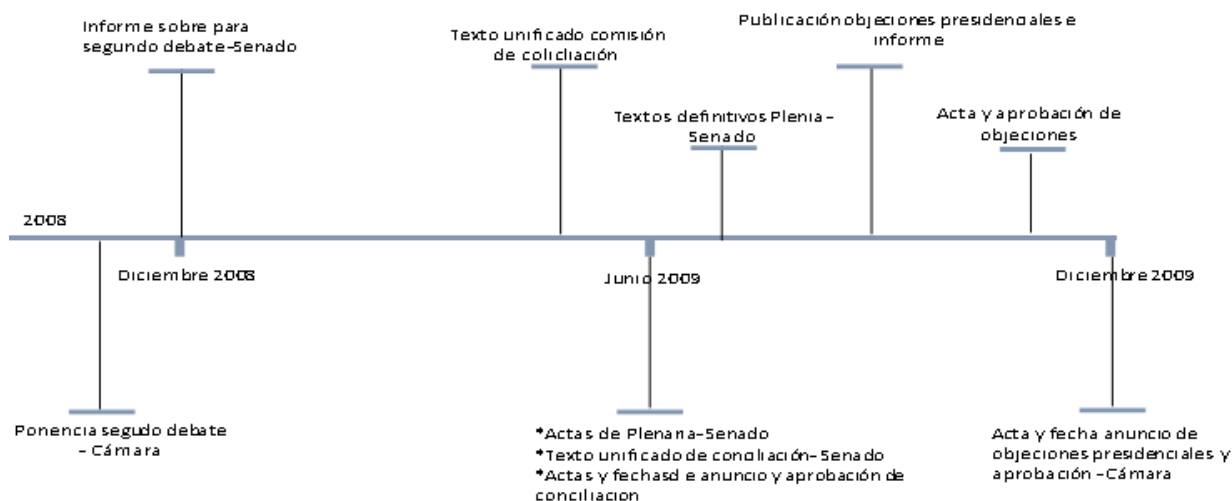 Informe sobre para
segundo debate-Senado
Texto unificado comisión
de coliciliación
Publicación objeciones presidenciales e
informe
Textos definitivos Plenia-
Senado
Acta y aprobación de
objeciones
2008
Diciembre 2008
Junio 2009
Diciembre 2009
Ponencia segudo debate
- Cámara
*Actas de Plenaria-Senado
*Texto unificado de conciliación-Senado
*Actas y fechasd e anuncio y aprobación de
conciliacion
Acta y fecha anuncio de
objeciones presidenciales y
aprobación -Cámara